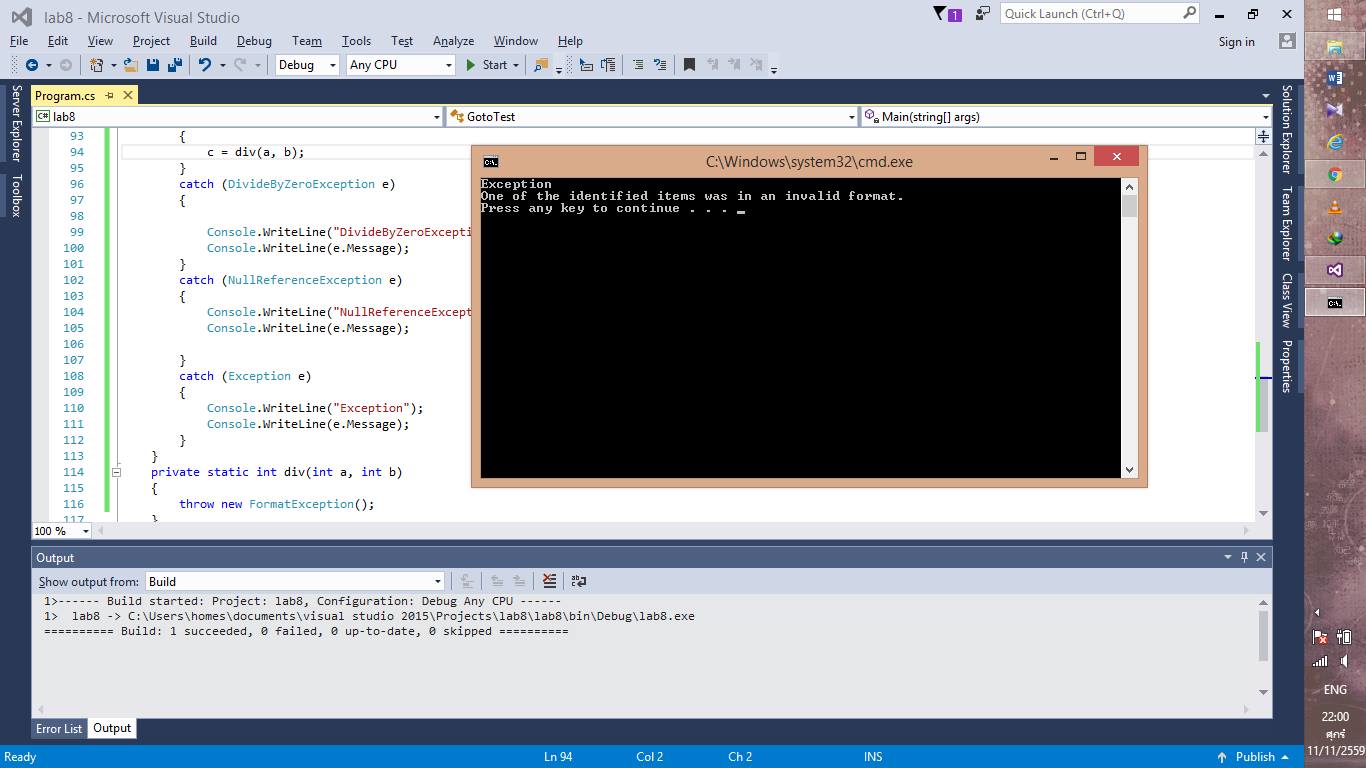 lab8 - Microsoft Visual Studio
1
Quick Launch (Ctrl+Q)
File Edit View Project Build Debug Team Tools Test Analyze Window Help
Sign in
Debug Any CPU Start
Server Explorer
Toolbox
Program.cs
lab8 GotoTest Main(string[] args)
93 {
94 c = div(a, b);
95 }
96 catch (DivideByZeroException e)
97 {
98
99 Console.WriteLine("DivideByZeroExcepti
100 Console.WriteLine(e.Message);
101 }
102 catch (NullReferenceException e)
103 {
104 Console.WriteLine("NullReferenceExcept
105 Console.WriteLine(e.Message);
106
107 }
108 catch (Exception e)
109 {
110 Console.WriteLine("Exception");
111 Console.WriteLine(e.Message);
112 }
113 }
114 private static int div(int a, int b)
115 {
116 throw new FormatException();
117 }
100 %
C:\Windows\system32\cmd.exe
Exception
One of the identified items was in an invalid format.
Press any key to continue . . .
Solution Explorer
Team Explorer
Class View
Properties
Output
Show output from: Build
1>------ Build started: Project: lab8, Configuration: Debug Any CPU ------
1> lab8 -> C:\Users\homes\documents\visual studio 2015\Projects\lab8\lab8\bin\Debug\lab8.exe
========== Build: 1 succeeded, 0 failed, 0 up-to-date, 0 skipped ==========
Error List Output
Ready Ln 94 Col 2 Ch 2 INS Publish
ENG
22:00
ศุกร์
11/11/2559